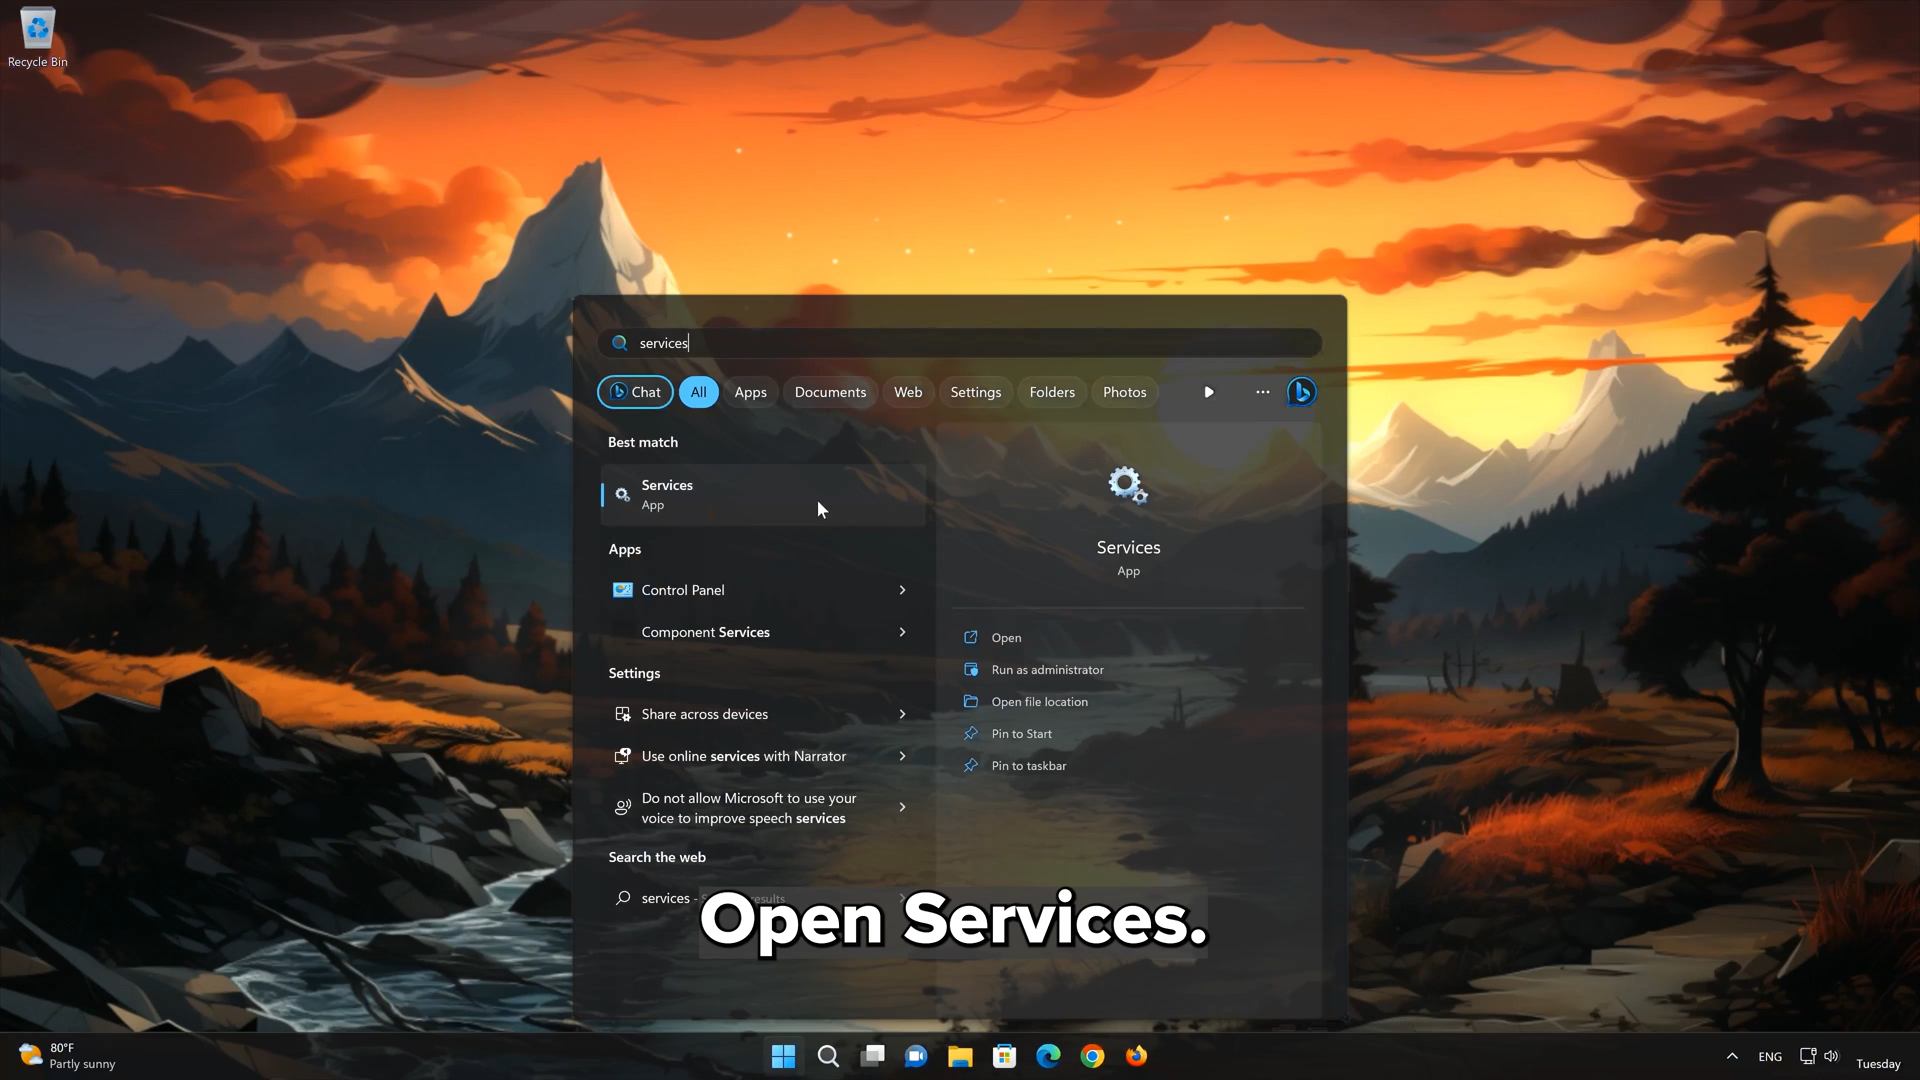 Recycle Bin
services
Chat
All
Apps
Documents
Web
Settings
Folders
Photos
Best match
Services
App
Apps
Control Panel
Component Services
Settings
Share across devices
Use online services with Narrator
Do not allow Microsoft to use your
voice to improve speech services
Search the web
services -
Services
App
Open
Run as administrator
Open file location
Pin to Start
Pin to taskbar
Open Services.
80°F
Partly sunny
ENG
Tuesday